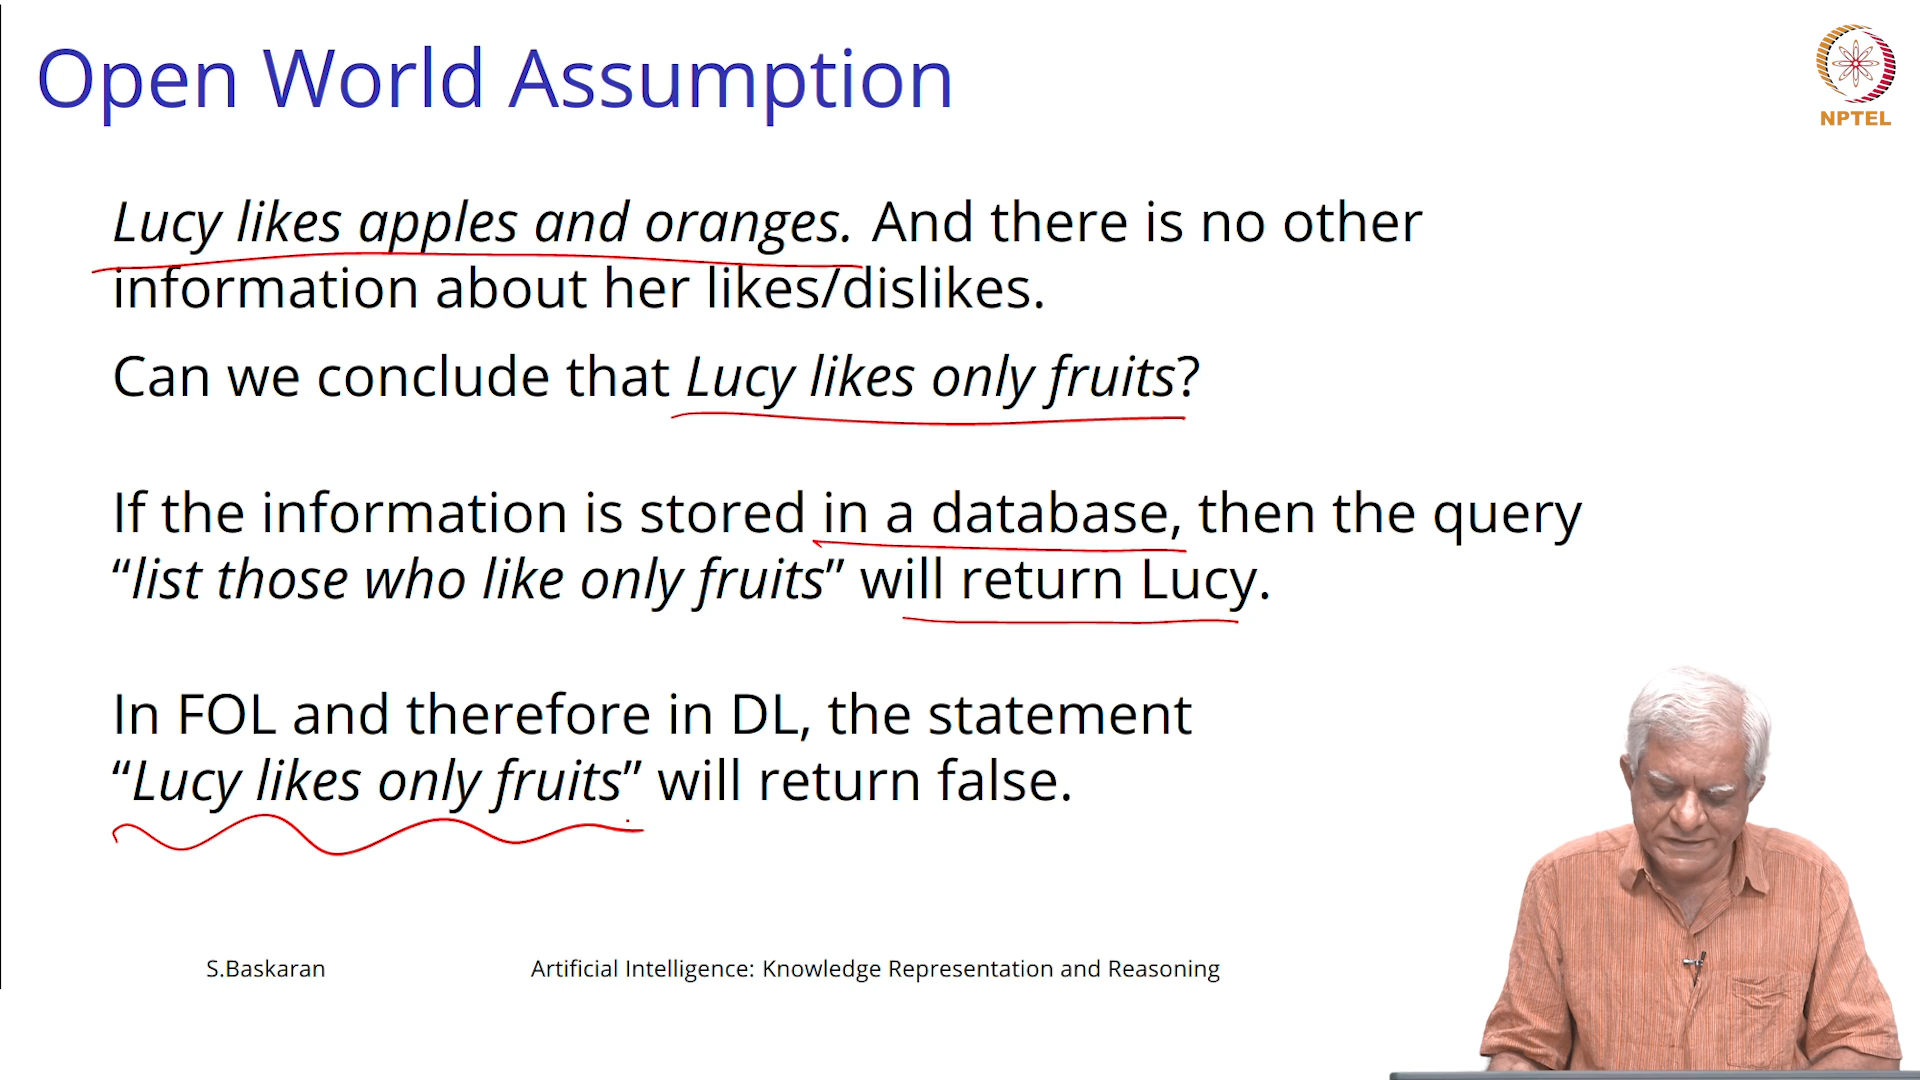 Open World Assumption
NPTEL
Lucy likes apples and oranges. And there is no other
information about her likes/dislikes.
Can we conclude that Lucy likes only fruits?
If the information is stored in a database, then the query
“list those who like only fruits” will return Lucy.
In FOL and therefore in DL, the statement
“Lucy likes only fruits” will return false.
S.Baskaran
Artificial Intelligence: Knowledge Representation and Reasoning